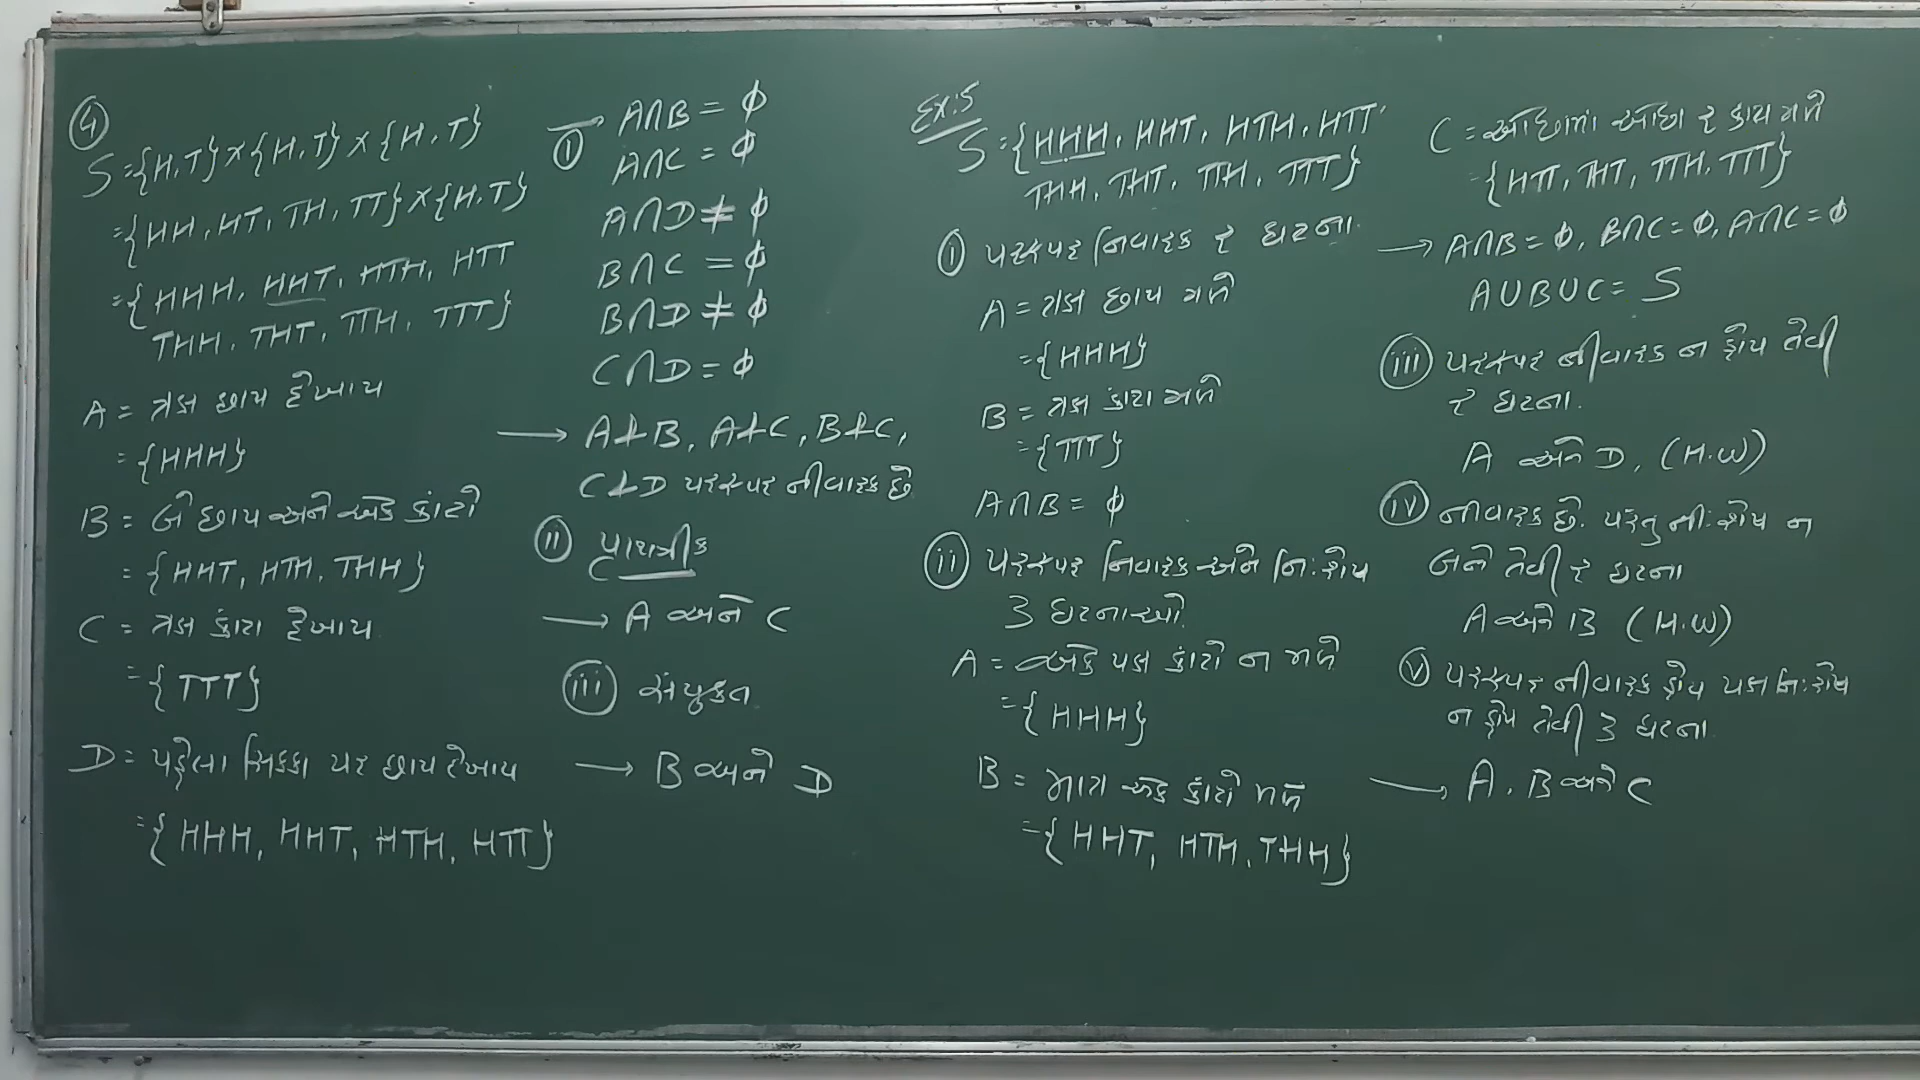 ④
S = {H,T} × {H,T} × {H,T}
= {HH, HT, TH, TT} × {H,T}
= {HHH, HHT, HTH, HTT
THH, THT, TTH, TTT}
A = ત્રણ છાપ દેખાય
= {HHH}
B = બે છાપ અને એક કાંટો
= {HHT, HTH, THH}
C = ત્રણ કાંટા દેખાય
= {TTT}
D = પહેલા સિક્કા પર છાપ દેખાય
= {HHH, HHT, HTH, HTT}
ⓘ → A∩B = ϕ
A∩C = ϕ
A∩D ≠ ϕ
B∩C = ϕ
B∩D ≠ ϕ
C∩D = ϕ
→ A & B, A & C, B & C,
C & D પરસ્પર નીવારક છે
ⓘⓘ પ્રાથમીક
→ A અને C
ⓘⓘⓘ સંયુક્ત
→ B અને D
Ex:5
S = {HHH, HHT, HTH, HTT
THH, THT, TTH, TTT}
ⓘ પરસ્પર નિવારક ૨ ઘટના.
A = ત્રણ છાપ મળે
= {HHH}
B = ત્રણ કાંટા મળે
= {TTT}
A∩B = ϕ
ⓘⓘ પરસ્પર નિવારક અને નિ:શેષ
3 ઘટનાઓ.
A = એક પણ કાંટો ન મળે
= {HHH}
B = માત્ર એક કાંટો મળે
= {HHT, HTH, THH}
C = ઓછામાં ઓછા ૨ કાંટા મળે
= {HTT, THT, TTH, TTT}
→ A∩B = ϕ, B∩C = ϕ, A∩C = ϕ
A∪B∪C = S
ⓘⓘⓘ પરસ્પર નીવારક ન હોય તેવી
૨ ઘટના.
A અને D, (H.W)
ⓘⓥ નીવારક છે. પરંતુ ની:શેષ ન
બને તેવી ૨ ઘટના
A અને B (H.W)
ⓥ પરસ્પર નીવારક હોય પણ નિ:શેષ
ન હોય તેવી 3 ઘટના.
→ A, B અને C